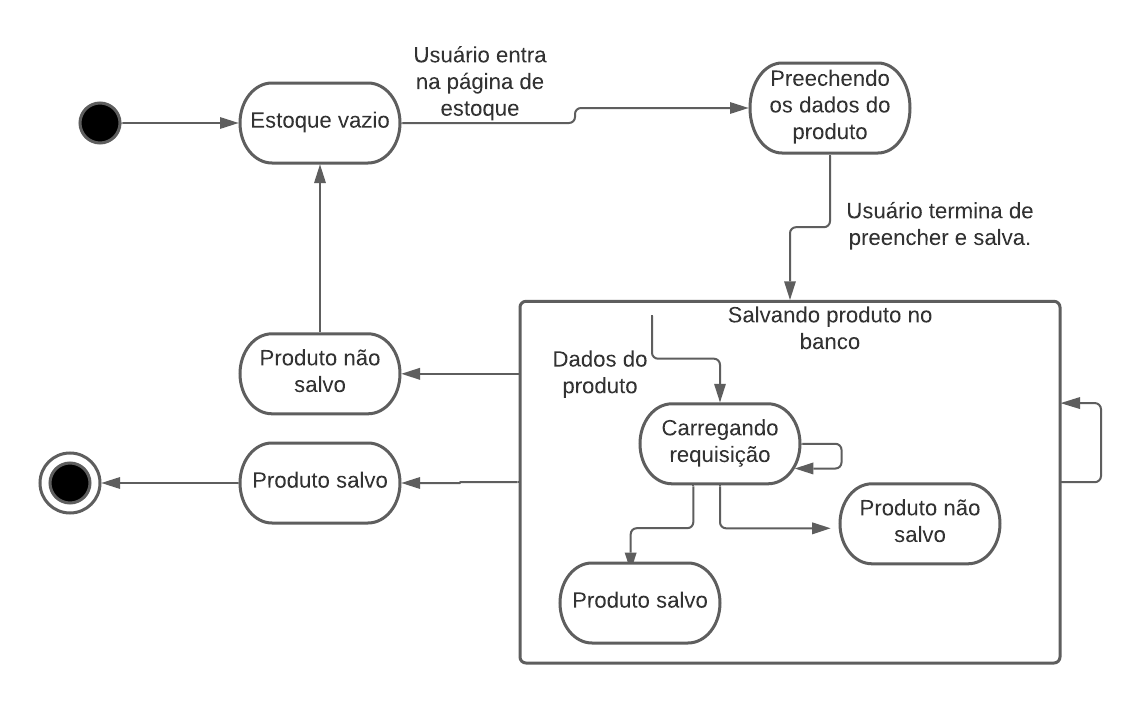 Usuário entra
na página de
estoque
Estoque vazio
Preechendo
os dados do
produto
Usuário termina de
preencher e salva.
Salvando produto no
banco
Dados do
produto
Carregando
requisição
Produto não
salvo
Produto salvo
Produto não
salvo
Produto salvo